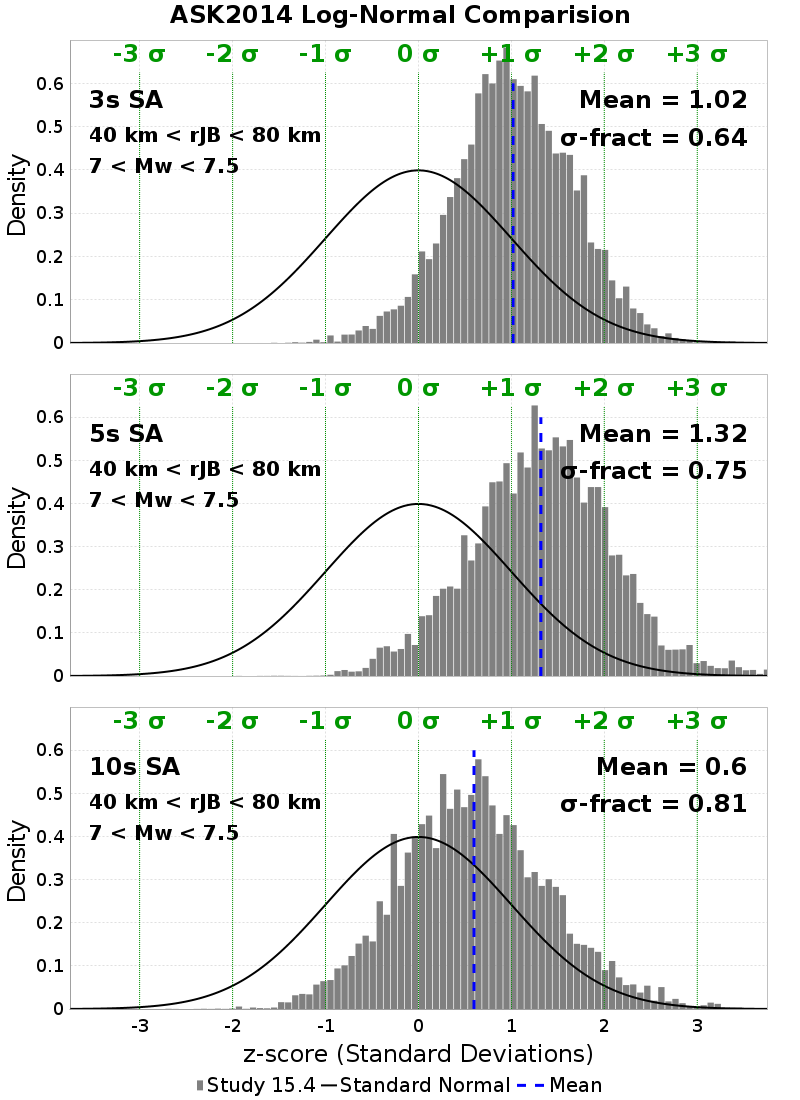 ASK2014 Log-Normal Comparision
-3 σ -2 σ -1 σ 0 σ +1 σ +2 σ +3 σ
0.6
3s SA Mean = 1.02
0.5
40 km < rJB < 80 km σ-fract = 0.64
0.4
7 < Mw < 7.5
0.3
Density
0.2
0.1
0
-3 σ -2 σ -1 σ 0 σ +1 σ +2 σ +3 σ
0.6
5s SA Mean = 1.32
0.5
40 km < rJB < 80 km σ-fract = 0.75
0.4
7 < Mw < 7.5
0.3
Density
0.2
0.1
0
-3 σ -2 σ -1 σ 0 σ +1 σ +2 σ +3 σ
0.6
10s SA Mean = 0.6
0.5
40 km < rJB < 80 km σ-fract = 0.81
0.4
7 < Mw < 7.5
0.3
Density
0.2
0.1
0
-3 -2 -1 0 1 2 3
z-score (Standard Deviations)
Study 15.4 Standard Normal Mean